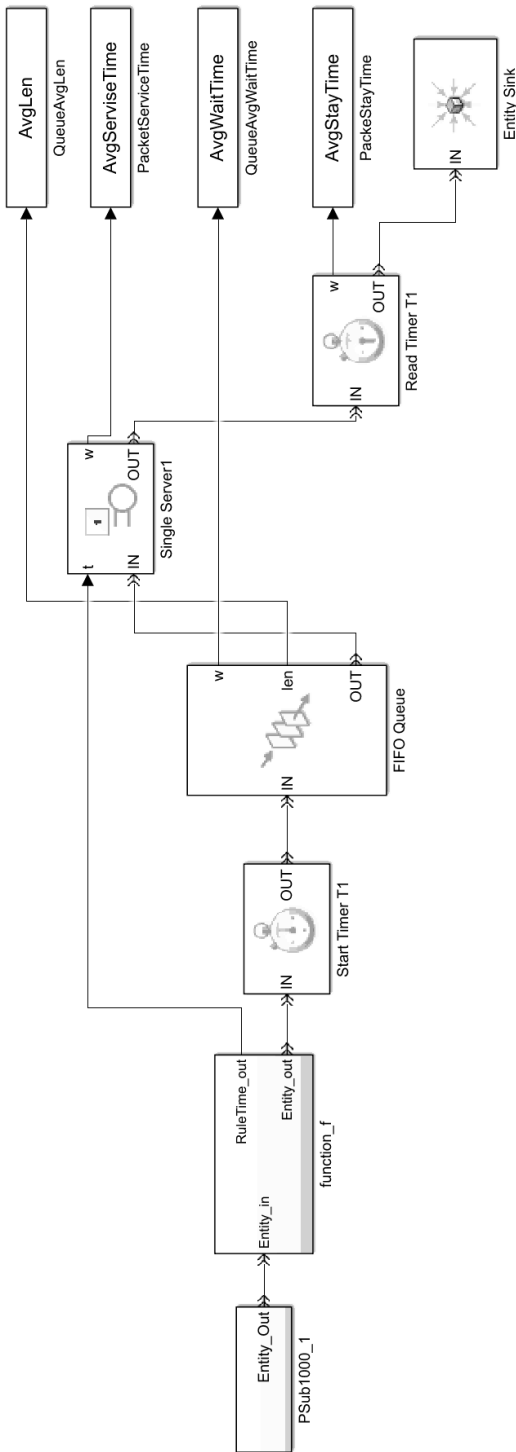 Entity_Out
PSub1000_1
Entity_in
RuleTime_out
Entity_out
function_f
IN
OUT
Start Timer T1
IN
w
len
OUT
FIFO Queue
t
IN
1
w
OUT
Single Server1
IN
w
OUT
Read Timer T1
AvgLen
QueueAvgLen
AvgServiseTime
PacketServiceTime
AvgWaitTime
QueueAvgWaitTime
AvgStayTime
PackeStayTime
IN
Entity Sink